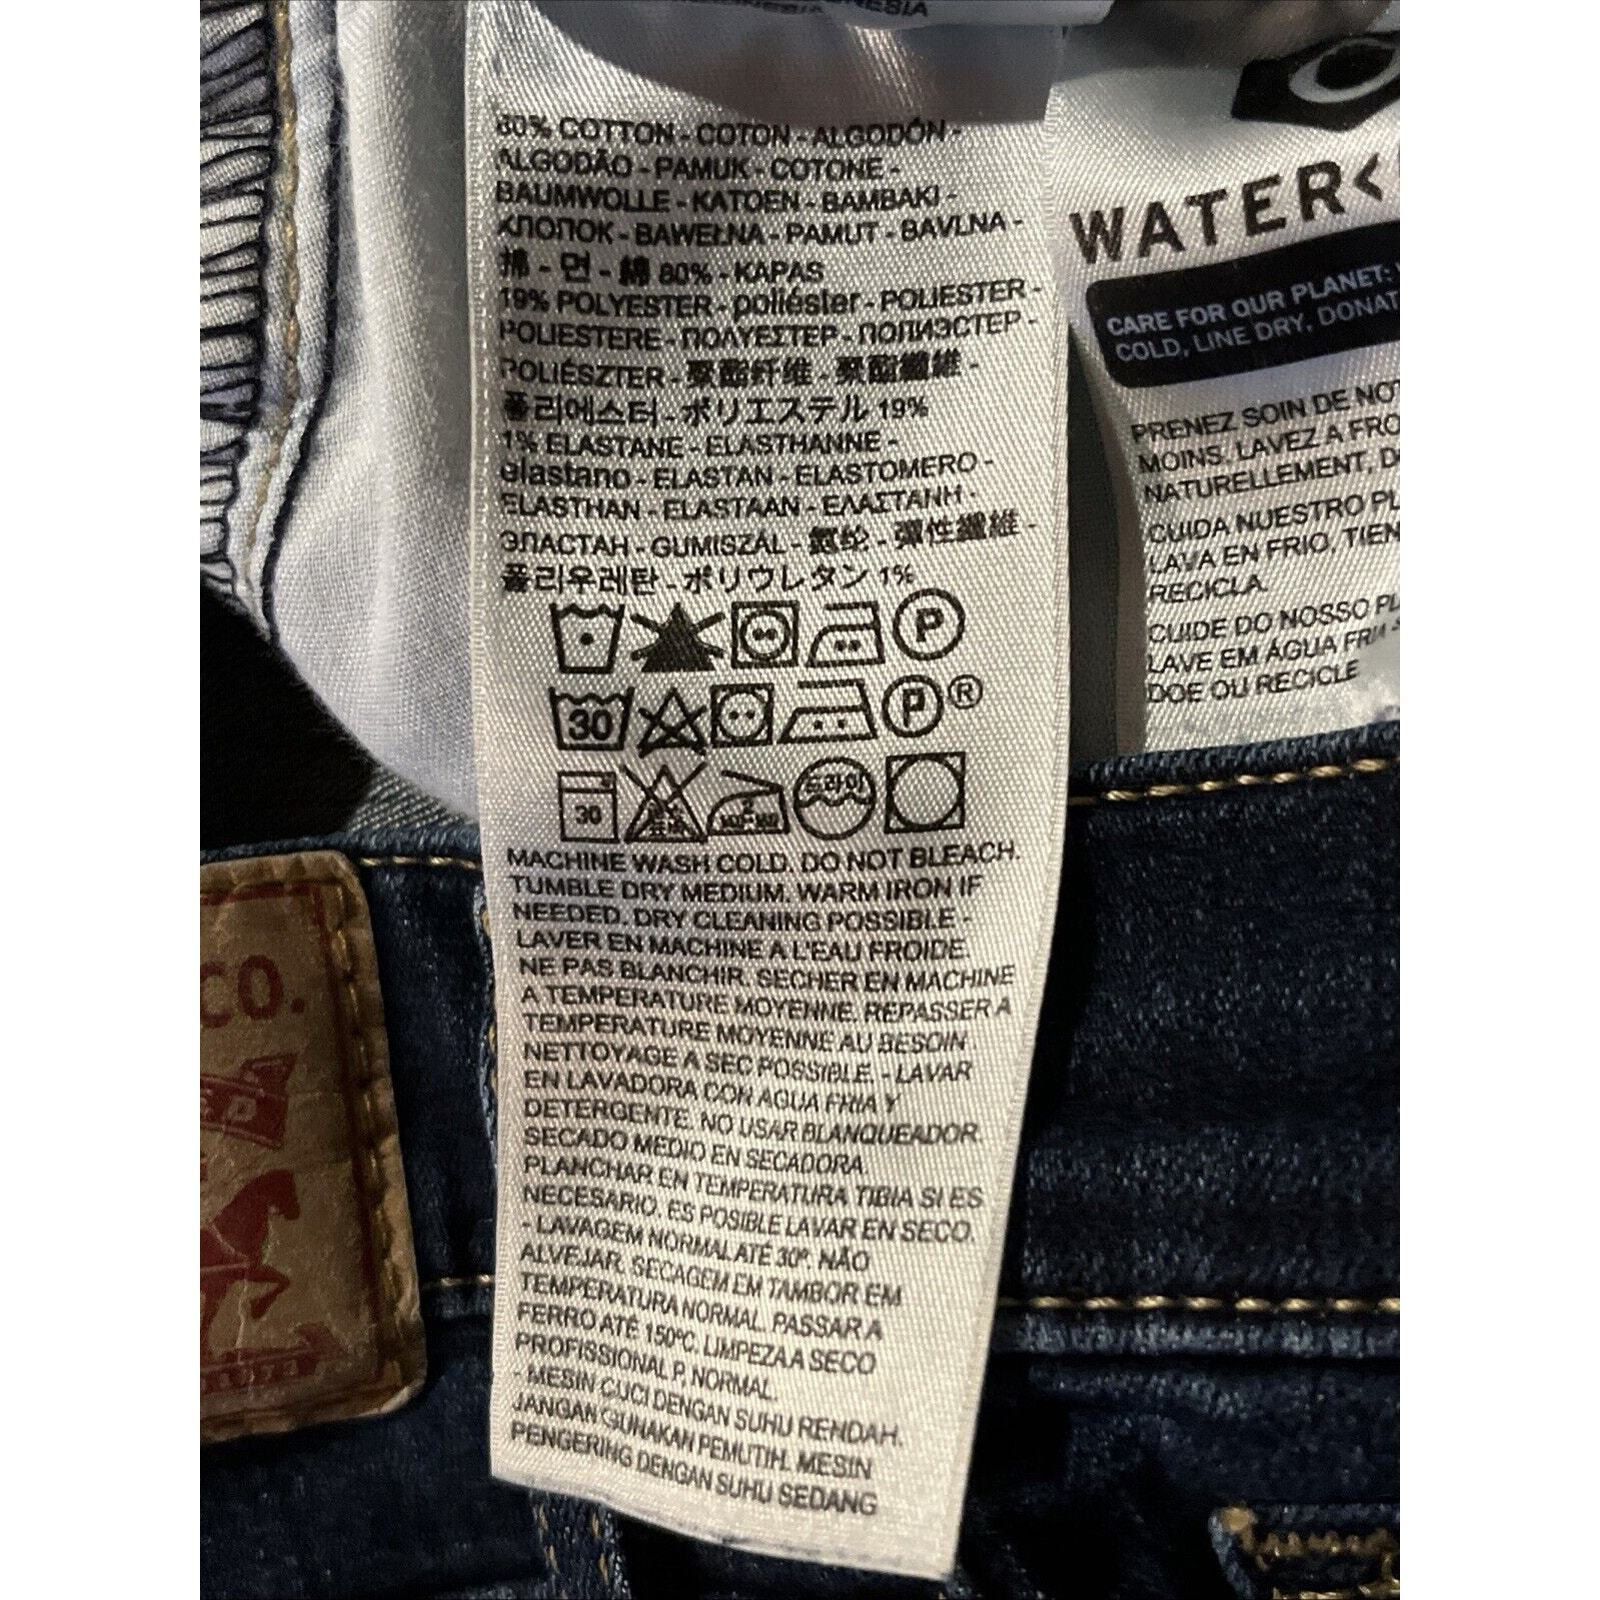 INDONESIA
80% COTTON - COTON - ALGODÓN -
ALGODÃO - PAMUK - COTONE -
BAUMWOLLE - KATOEN - BAMBAKI -
ХЛОПОК - BAWEŁNA - PAMUT - BAVLNA -
棉 - 면 - 綿 80% - KAPAS
19% POLYESTER - poliéster - POLIESTER -
POLIESTERE - ΠΟΛΥΕΣΤΕΡ - ПОПИЭСТЕР -
POLIÉSZTER - 聚酯纤维 - 聚酯纖維 -
폴리에스터 - ポリエステル 19%
1% ELASTANE - ELASTHANNE -
elastano - ELASTAN - ELASTOMERO -
ELASTHAN - ELASTAAN - ΕΛΑΣΤΑΝΗ -
ЭЛАСТАН - GUMISZÁL - 氨纶 - 彈性纖維 -
폴리우레탄 - ポリウレタン 1%
P
30 P ®
30 드라이
MACHINE WASH COLD. DO NOT BLEACH.
TUMBLE DRY MEDIUM. WARM IRON IF
NEEDED. DRY CLEANING POSSIBLE -
LAVER EN MACHINE A L'EAU FROIDE.
NE PAS BLANCHIR. SECHER EN MACHINE
A TEMPERATURE MOYENNE. REPASSER A
TEMPERATURE MOYENNE AU BESOIN.
NETTOYAGE A SEC POSSIBLE. - LAVAR
EN LAVADORA CON AGUA FRIA Y
DETERGENTE. NO USAR BLANQUEADOR.
SECADO MEDIO EN SECADORA.
PLANCHAR EN TEMPERATURA TIBIA SI ES
NECESARIO. ES POSIBLE LAVAR EN SECO.
- LAVAGEM NORMAL ATÉ 30º. NÃO
ALVEJAR. SECAGEM EM TAMBOR EM
TEMPERATURA NORMAL. PASSAR A
FERRO ATÉ 150ºC. LIMPEZA A SECO
PROFISSIONAL P. NORMAL.
- MESIN CUCI DENGAN SUHU RENDAH.
JANGAN GUNAKAN PEMUTIH. MESIN
PENGERING DENGAN SUHU SEDANG
WATER<
CARE FOR OUR PLANET:
COLD, LINE DRY, DONAT
PRENEZ SOIN DE NO
MOINS. LAVEZ A FRO
NATURELLEMENT, D
CUIDA NUESTRO PL
LAVA EN FRIO, TIEN
RECICLA.
CUIDE DO NOSSO PL
LAVE EM ÁGUA FRIA
DOE OU RECICLE
CO.